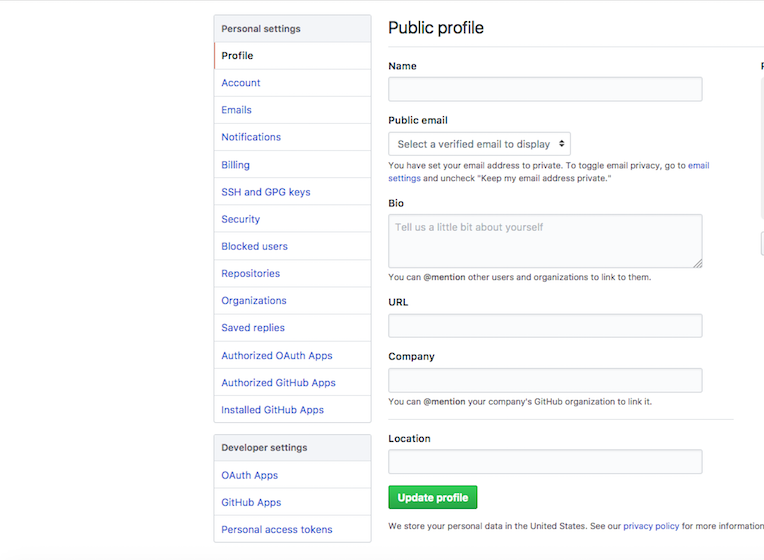 Personal settings
Profile
Account
Emails
Notifications
Billing
SSH and GPG keys
Security
Blocked users
Repositories
Organizations
Saved replies
Authorized OAuth Apps
Authorized GitHub Apps
Installed GitHub Apps
Developer settings
OAuth Apps
GitHub Apps
Personal access tokens
Public profile
Name
Public email
Select a verified email to display
You have set your email address to private. To toggle email privacy, go to email
settings and uncheck "Keep my email address private."
Bio
Tell us a little bit about yourself
You can @mention other users and organizations to link to them.
URL
Company
You can @mention your company's GitHub organization to link it.
Location
Update profile
We store your personal data in the United States. See our privacy policy for more information